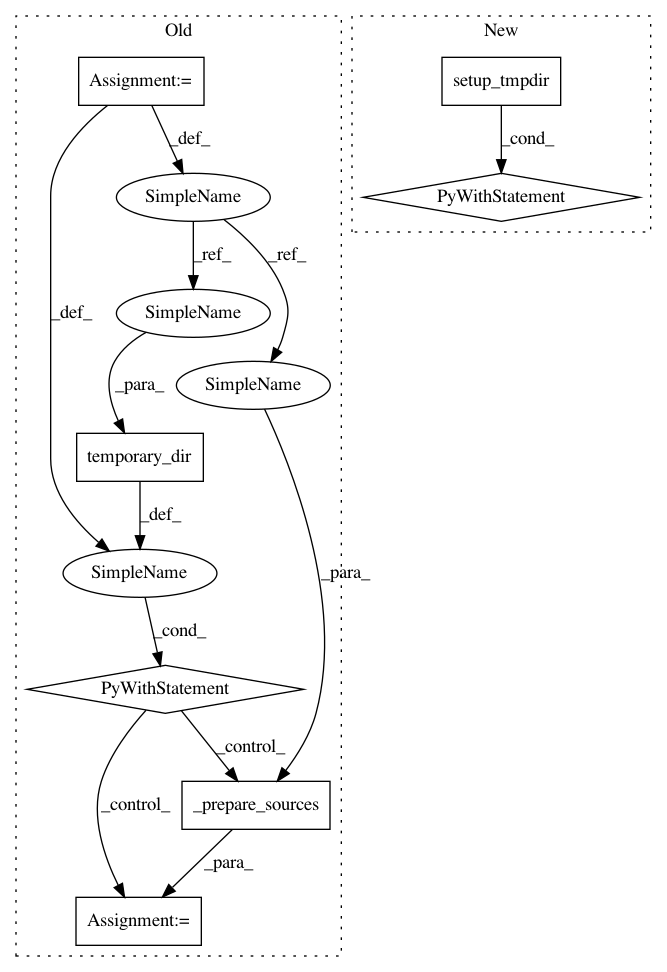 Old
New
Assignment:=
setup_tmpdir
_def_
_cond_
SimpleName
PyWithStatement
_ref_
_ref_
_def_
SimpleName
SimpleName
_para_
temporary_dir
_def_
SimpleName
_para_
_cond_
PyWithStatement
_control_
_control_
_prepare_sources
_para_
Assignment:=